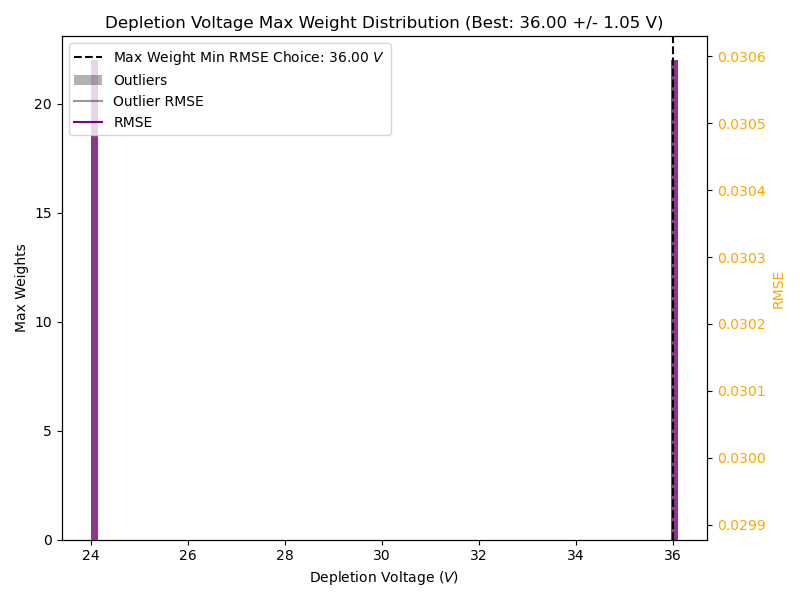 Depletion Voltage Max Weight Distribution (Best: 36.00 +/- 1.05 V)
Max Weight Min RMSE Choice: 36.00 V
Outliers
Outlier RMSE
RMSE
20
15
10
5
0
Max Weights
24 26 28 30 32 34 36
Depletion Voltage (V)
0.0306
0.0305
0.0304
0.0303
0.0302
0.0301
0.0300
0.0299
RMSE